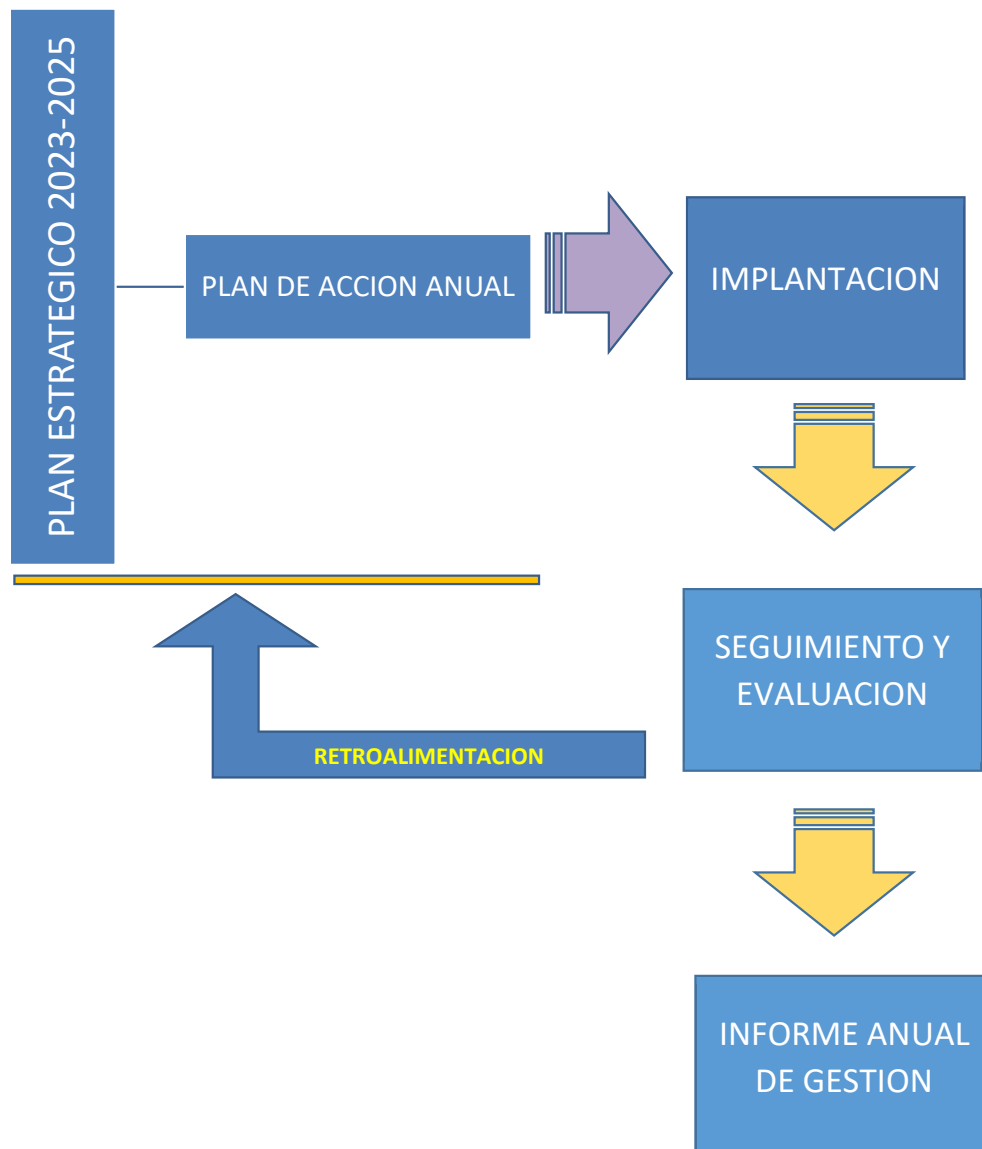 PLAN ESTRATEGICO 2023-2025
PLAN DE ACCION ANUAL
IMPLANTACION
SEGUIMIENTO Y
EVALUACION
RETROALIMENTACION
INFORME ANUAL
DE GESTION